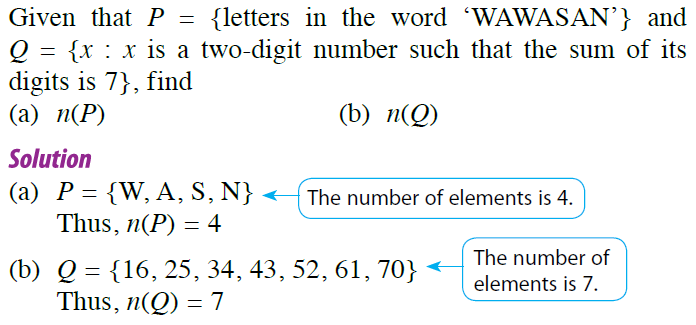 Given that P = {letters in the word ‘WAWASAN’} and
Q = {x : x is a two-digit number such that the sum of its
digits is 7}, find
(a) n(P) (b) n(Q)
Solution
(a) P = {W, A, S, N} The number of elements is 4.
Thus, n(P) = 4
(b) Q = {16, 25, 34, 43, 52, 61, 70} The number of
elements is 7.
Thus, n(Q) = 7